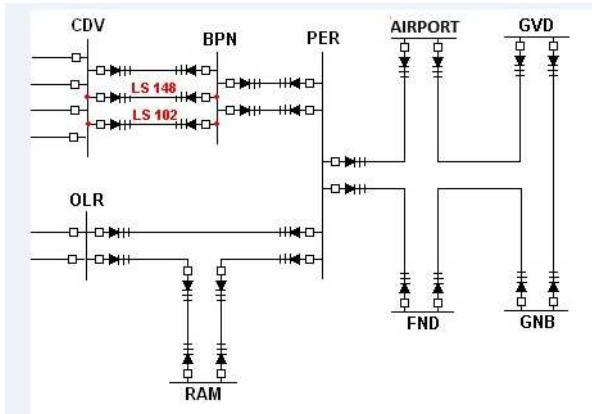 CDV
BPN
PER
AIRPORT
GVD
LS 148
LS 102
OLR
FND
GNB
RAM